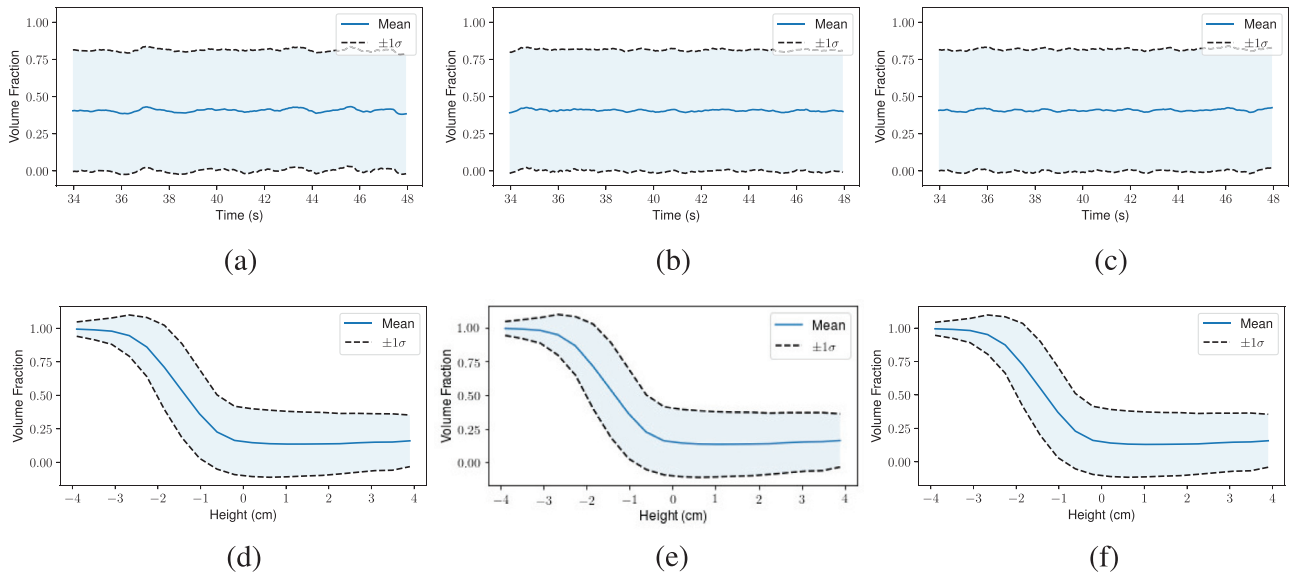 1.00
0.75
0.50
0.25
0.00
Volume Fraction
Mean
±1σ
34 36 38 40 42 44 46 48
Time (s)
(a)
1.00
0.75
0.50
0.25
0.00
Volume Fraction
Mean
±1σ
34 36 38 40 42 44 46 48
Time (s)
(b)
1.00
0.75
0.50
0.25
0.00
Volume Fraction
Mean
±1σ
34 36 38 40 42 44 46 48
Time (s)
(c)
1.00
0.75
0.50
0.25
0.00
Volume Fraction
Mean
±1σ
−4 −3 −2 −1 0 1 2 3 4
Height (cm)
(d)
1.00
0.75
0.50
0.25
0.00
Volume Fraction
Mean
±1σ
−4 −3 −2 −1 0 1 2 3 4
Height (cm)
(e)
1.00
0.75
0.50
0.25
0.00
Volume Fraction
Mean
±1σ
−4 −3 −2 −1 0 1 2 3 4
Height (cm)
(f)